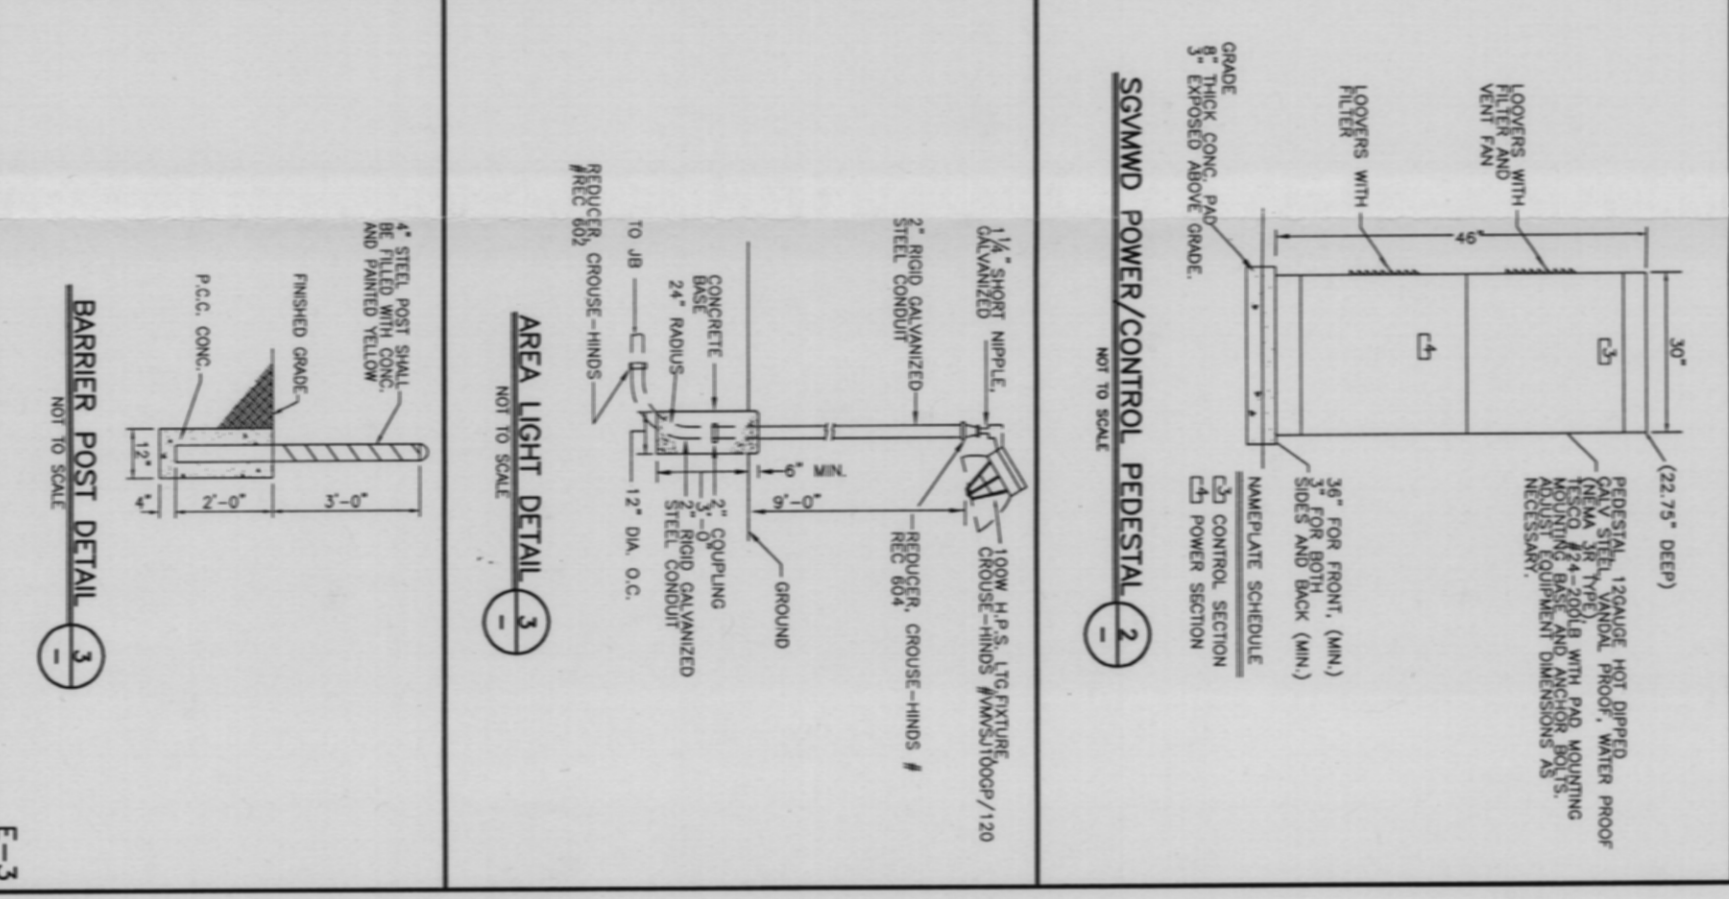 30"
(22.75" DEEP)
46"
LOOVERS WITH
FILTER AND
VENT FAN
LOOVERS WITH
FILTER
3
4
PEDESTAL, 12GAUGE HOT DIPPED
GALV STEEL, VANDAL PROOF, WATER PROOF
(NEMA 3R TYPE),
TESCO #24-200LB WITH PAD MOUNTING
MOUNTING BASE AND ANCHOR BOLTS.
ADJUST EQUIPMENT DIMENSIONS AS
NECESSARY.
36" FOR FRONT, (MIN.)
3" FOR BOTH
SIDES AND BACK (MIN.)
GRADE
8" THICK CONC. PAD
3" EXPOSED ABOVE GRADE.
NAMEPLATE SCHEDULE
3 CONTROL SECTION
4 POWER SECTION
SGVMWD POWER/CONTROL PEDESTAL
NOT TO SCALE
2
-
1¼" SHORT NIPPLE,
GALVANIZED
100W H.P.S. LTG.FIXTURE,
CROUSE-HINDS #VMVSJ100GP/120
2" RIGID GALVANIZED
STEEL CONDUIT
REDUCER, CROUSE-HINDS #
REC 604
9'-0"
6" MIN.
GROUND
CONCRETE
BASE
24" RADIUS
2" COUPLING
3'-0"
2" RIGID GALVANIZED
STEEL CONDUIT
TO JB
12" DIA. O.C.
REDUCER, CROUSE-HINDS
#REC 602
AREA LIGHT DETAIL
NOT TO SCALE
3
-
4" STEEL POST SHALL
BE FILLED WITH CONC.
AND PAINTED YELLOW
FINISHED GRADE
P.C.C. CONC.
3'-0"
2'-0"
4"
12"
BARRIER POST DETAIL
NOT TO SCALE
3
-
E-3